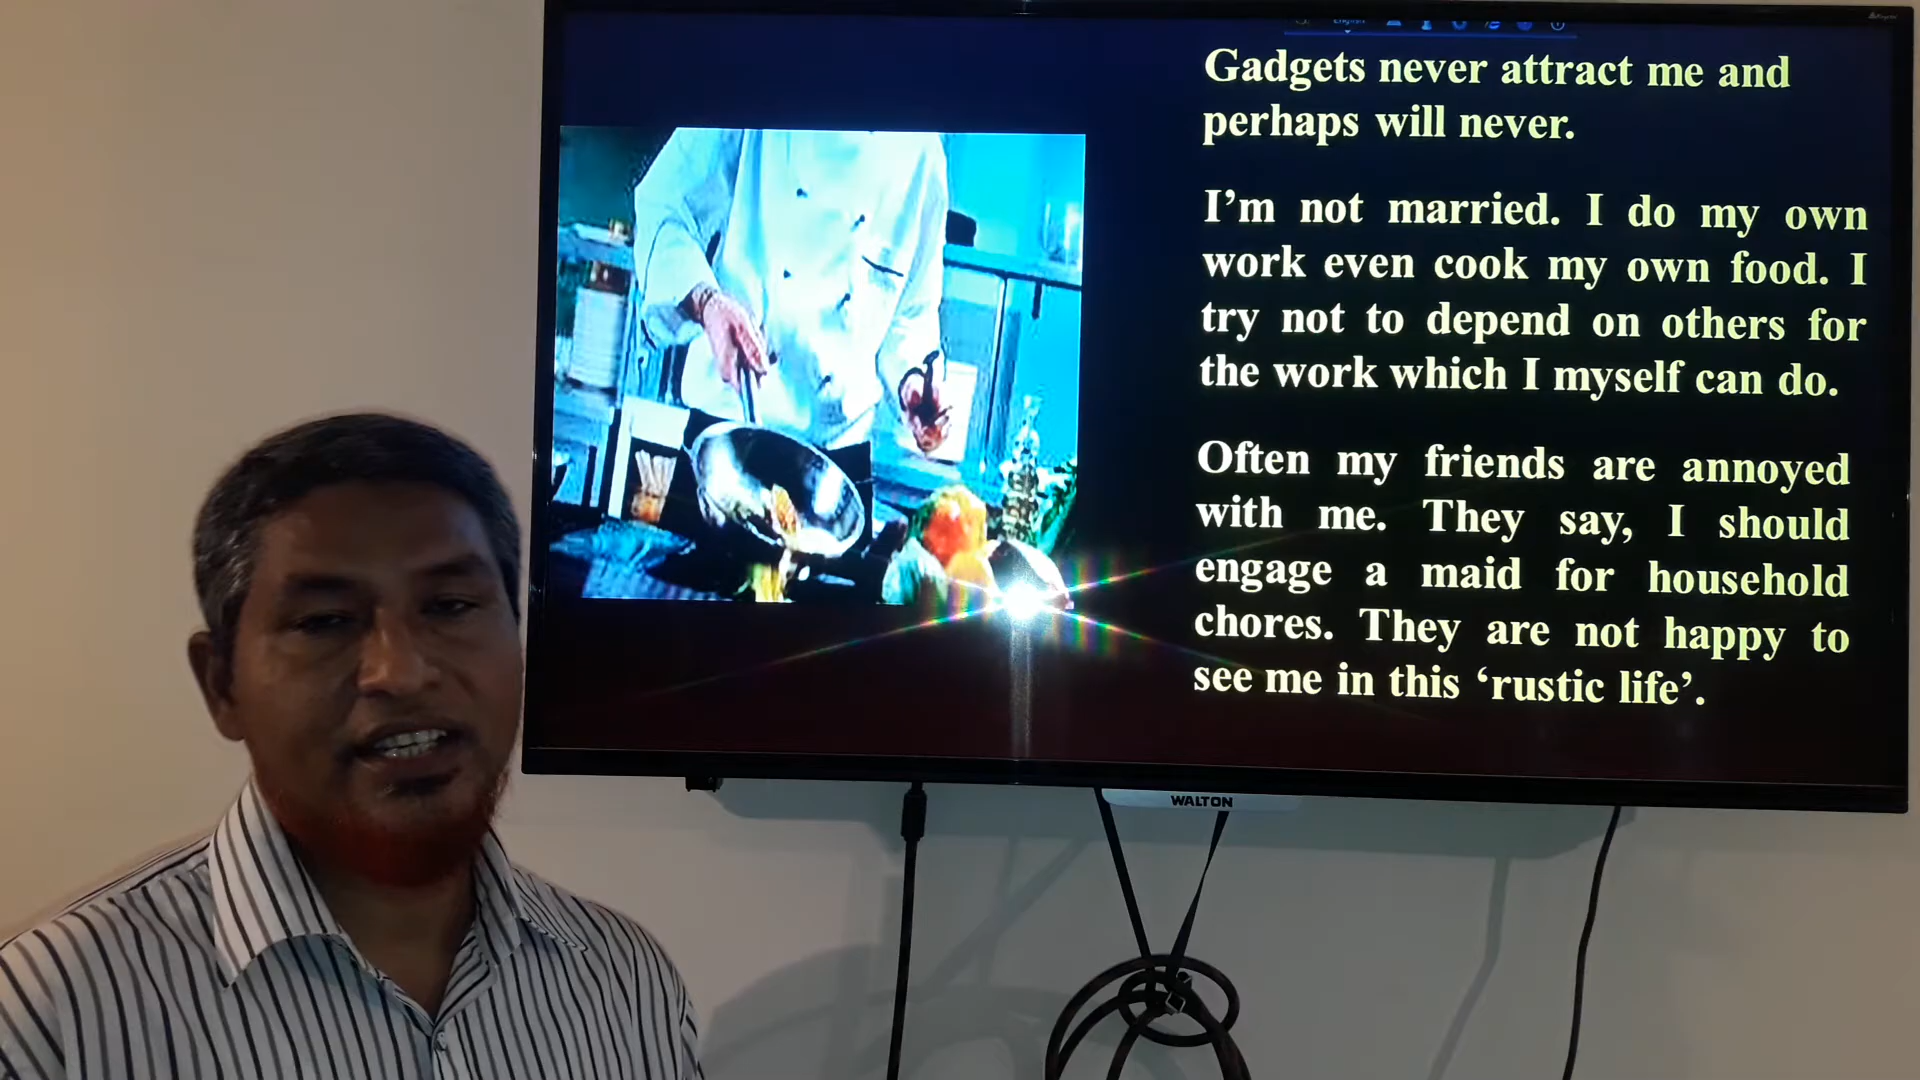 English
Gadgets never attract me and
perhaps will never.
I’m not married. I do my own
work even cook my own food. I
try not to depend on others for
the work which I myself can do.
Often my friends are annoyed
with me. They say, I should
engage a maid for household
chores. They are not happy to
see me in this ‘rustic life’.
WALTON